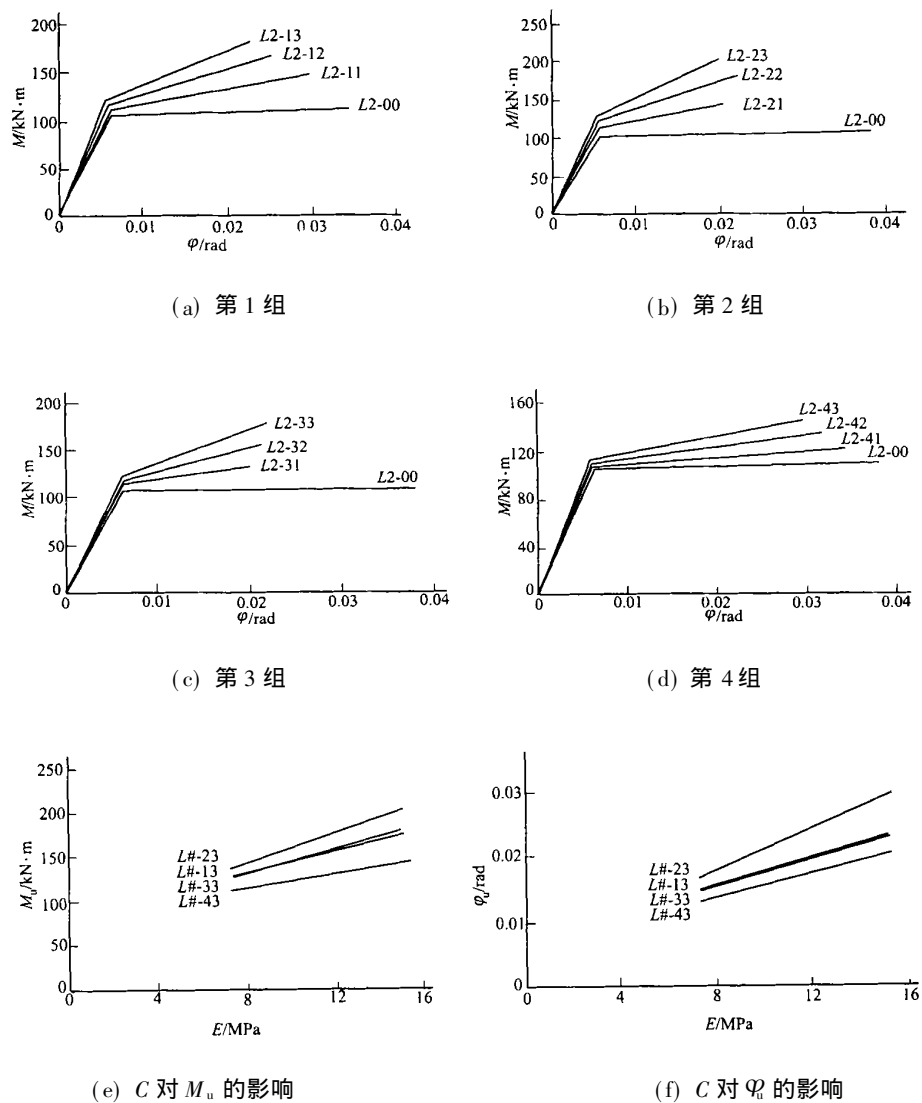 200
150
100
50
0
M/kN·m
L2-13
L2-12
L2-11
L2-00
0 0.01 0.02 0.03 0.04
φ/rad
(a) 第 1 组
250
200
150
100
50
0
M/kN·m
L2-23
L2-22
L2-21
L2-00
0 0.01 0.02 0.03 0.04
φ/rad
(b) 第 2 组
200
150
100
50
0
M/kN·m
L2-33
L2-32
L2-31
L2-00
0 0.01 0.02 0.03 0.04
φ/rad
(c) 第 3 组
160
120
80
40
0
M/kN·m
L2-43
L2-42
L2-41
L2-00
0 0.01 0.02 0.03 0.04
φ/rad
(d) 第 4 组
250
200
150
100
50
0
Mu/kN·m
L#-23
L#-13
L#-33
L#-43
0 4 8 12 16
E/MPa
(e) C 对 Mu 的影响
0.03
0.02
0.01
0
φu/rad
L#-23
L#-13
L#-33
L#-43
0 4 8 12 16
E/MPa
(f) C 对 φu 的影响